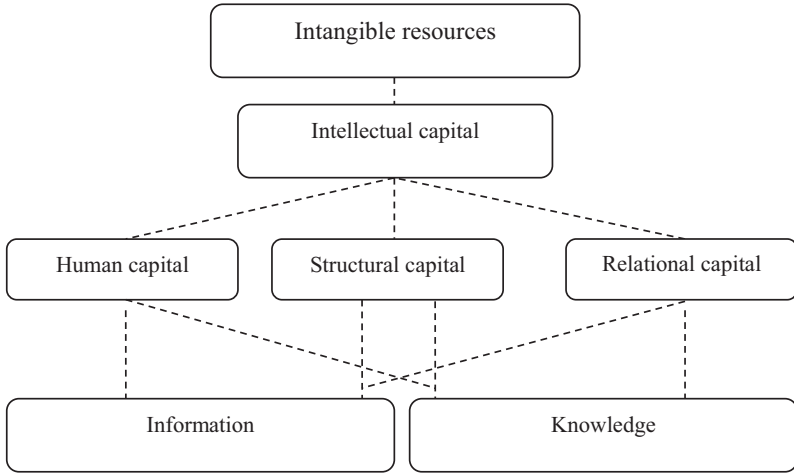 Intangible resources
Intellectual capital
Human capital
Structural capital
Relational capital
Information
Knowledge